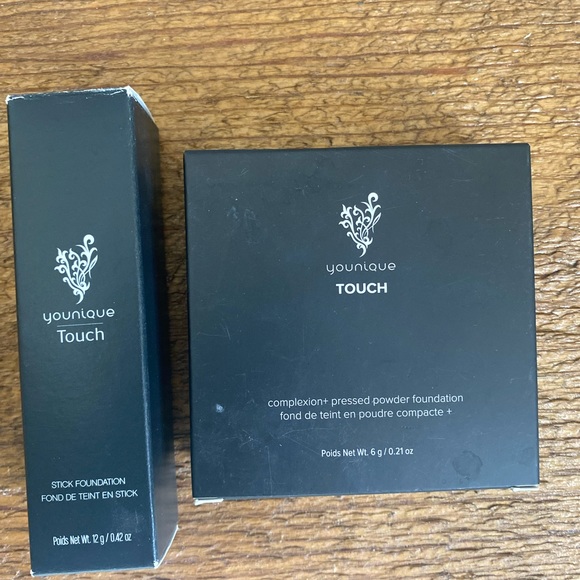 younique
Touch
STICK FOUNDATION
FOND DE TEINT EN STICK
Poids Net Wt. 12 g / 0.42 oz
younique
TOUCH
complexion+ pressed powder foundation
fond de teint en poudre compacte +
Poids Net Wt. 6 g / 0.21 oz